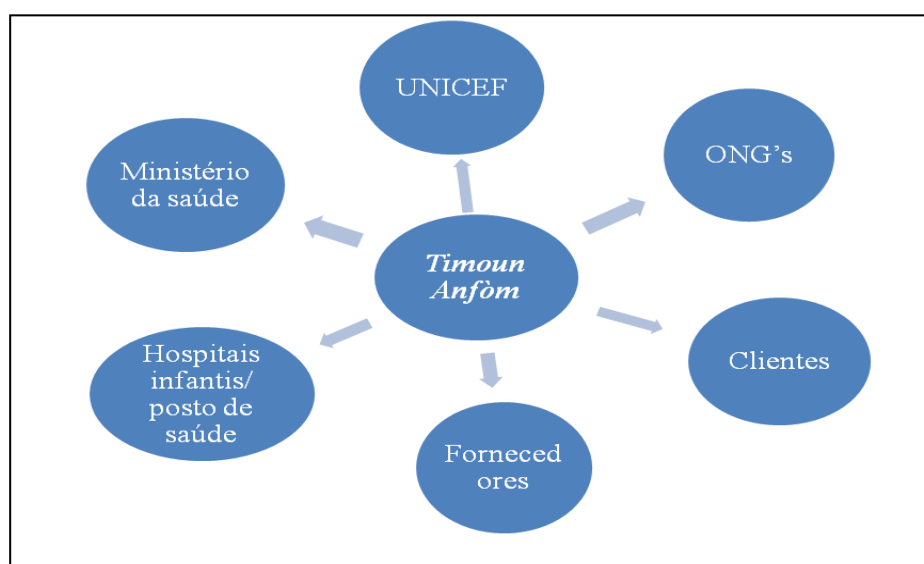 UNICEF
ONG’s
Ministério
da saúde
Timoun
Anfòm
Clientes
Hospitais
infantis/
posto de
saúde
Forneced
ores